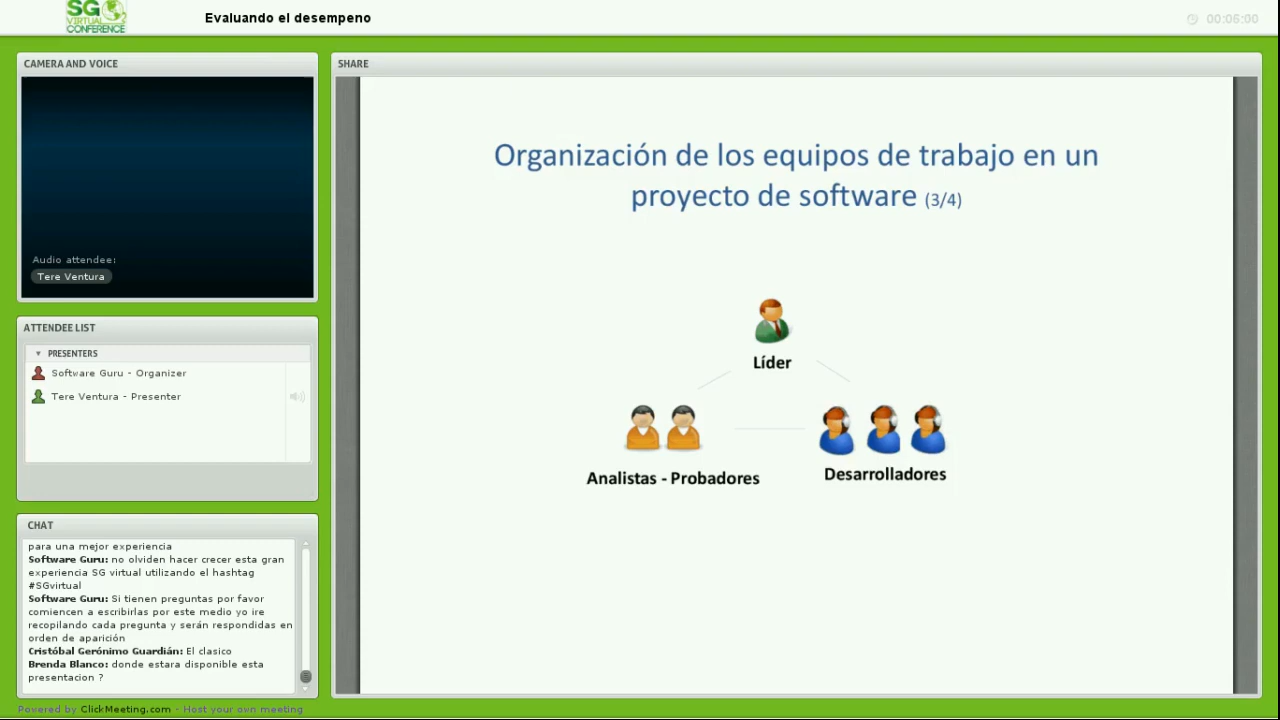 SG
VIRTUAL
CONFERENCE
Evaluando el desempeno
00:06:00
CAMERA AND VOICE
Audio attendee:
Tere Ventura
ATTENDEE LIST
PRESENTERS
Software Guru - Organizer
Tere Ventura - Presenter
CHAT
para una mejor experiencia
Software Guru: no olviden hacer crecer esta gran
experiencia SG virtual utilizando el hashtag
#SGvirtual
Software Guru: Si tienen preguntas por favor
comiencen a escribirlas por este medio yo ire
recopilando cada pregunta y serán respondidas en
orden de aparición
Cristóbal Gerónimo Guardián: El clasico
Brenda Blanco: donde estara disponible esta
presentacion ?
SHARE
Organización de los equipos de trabajo en un
proyecto de software (3/4)
Líder
Analistas - Probadores
Desarrolladores
Powered by ClickMeeting.com - Host your own meeting